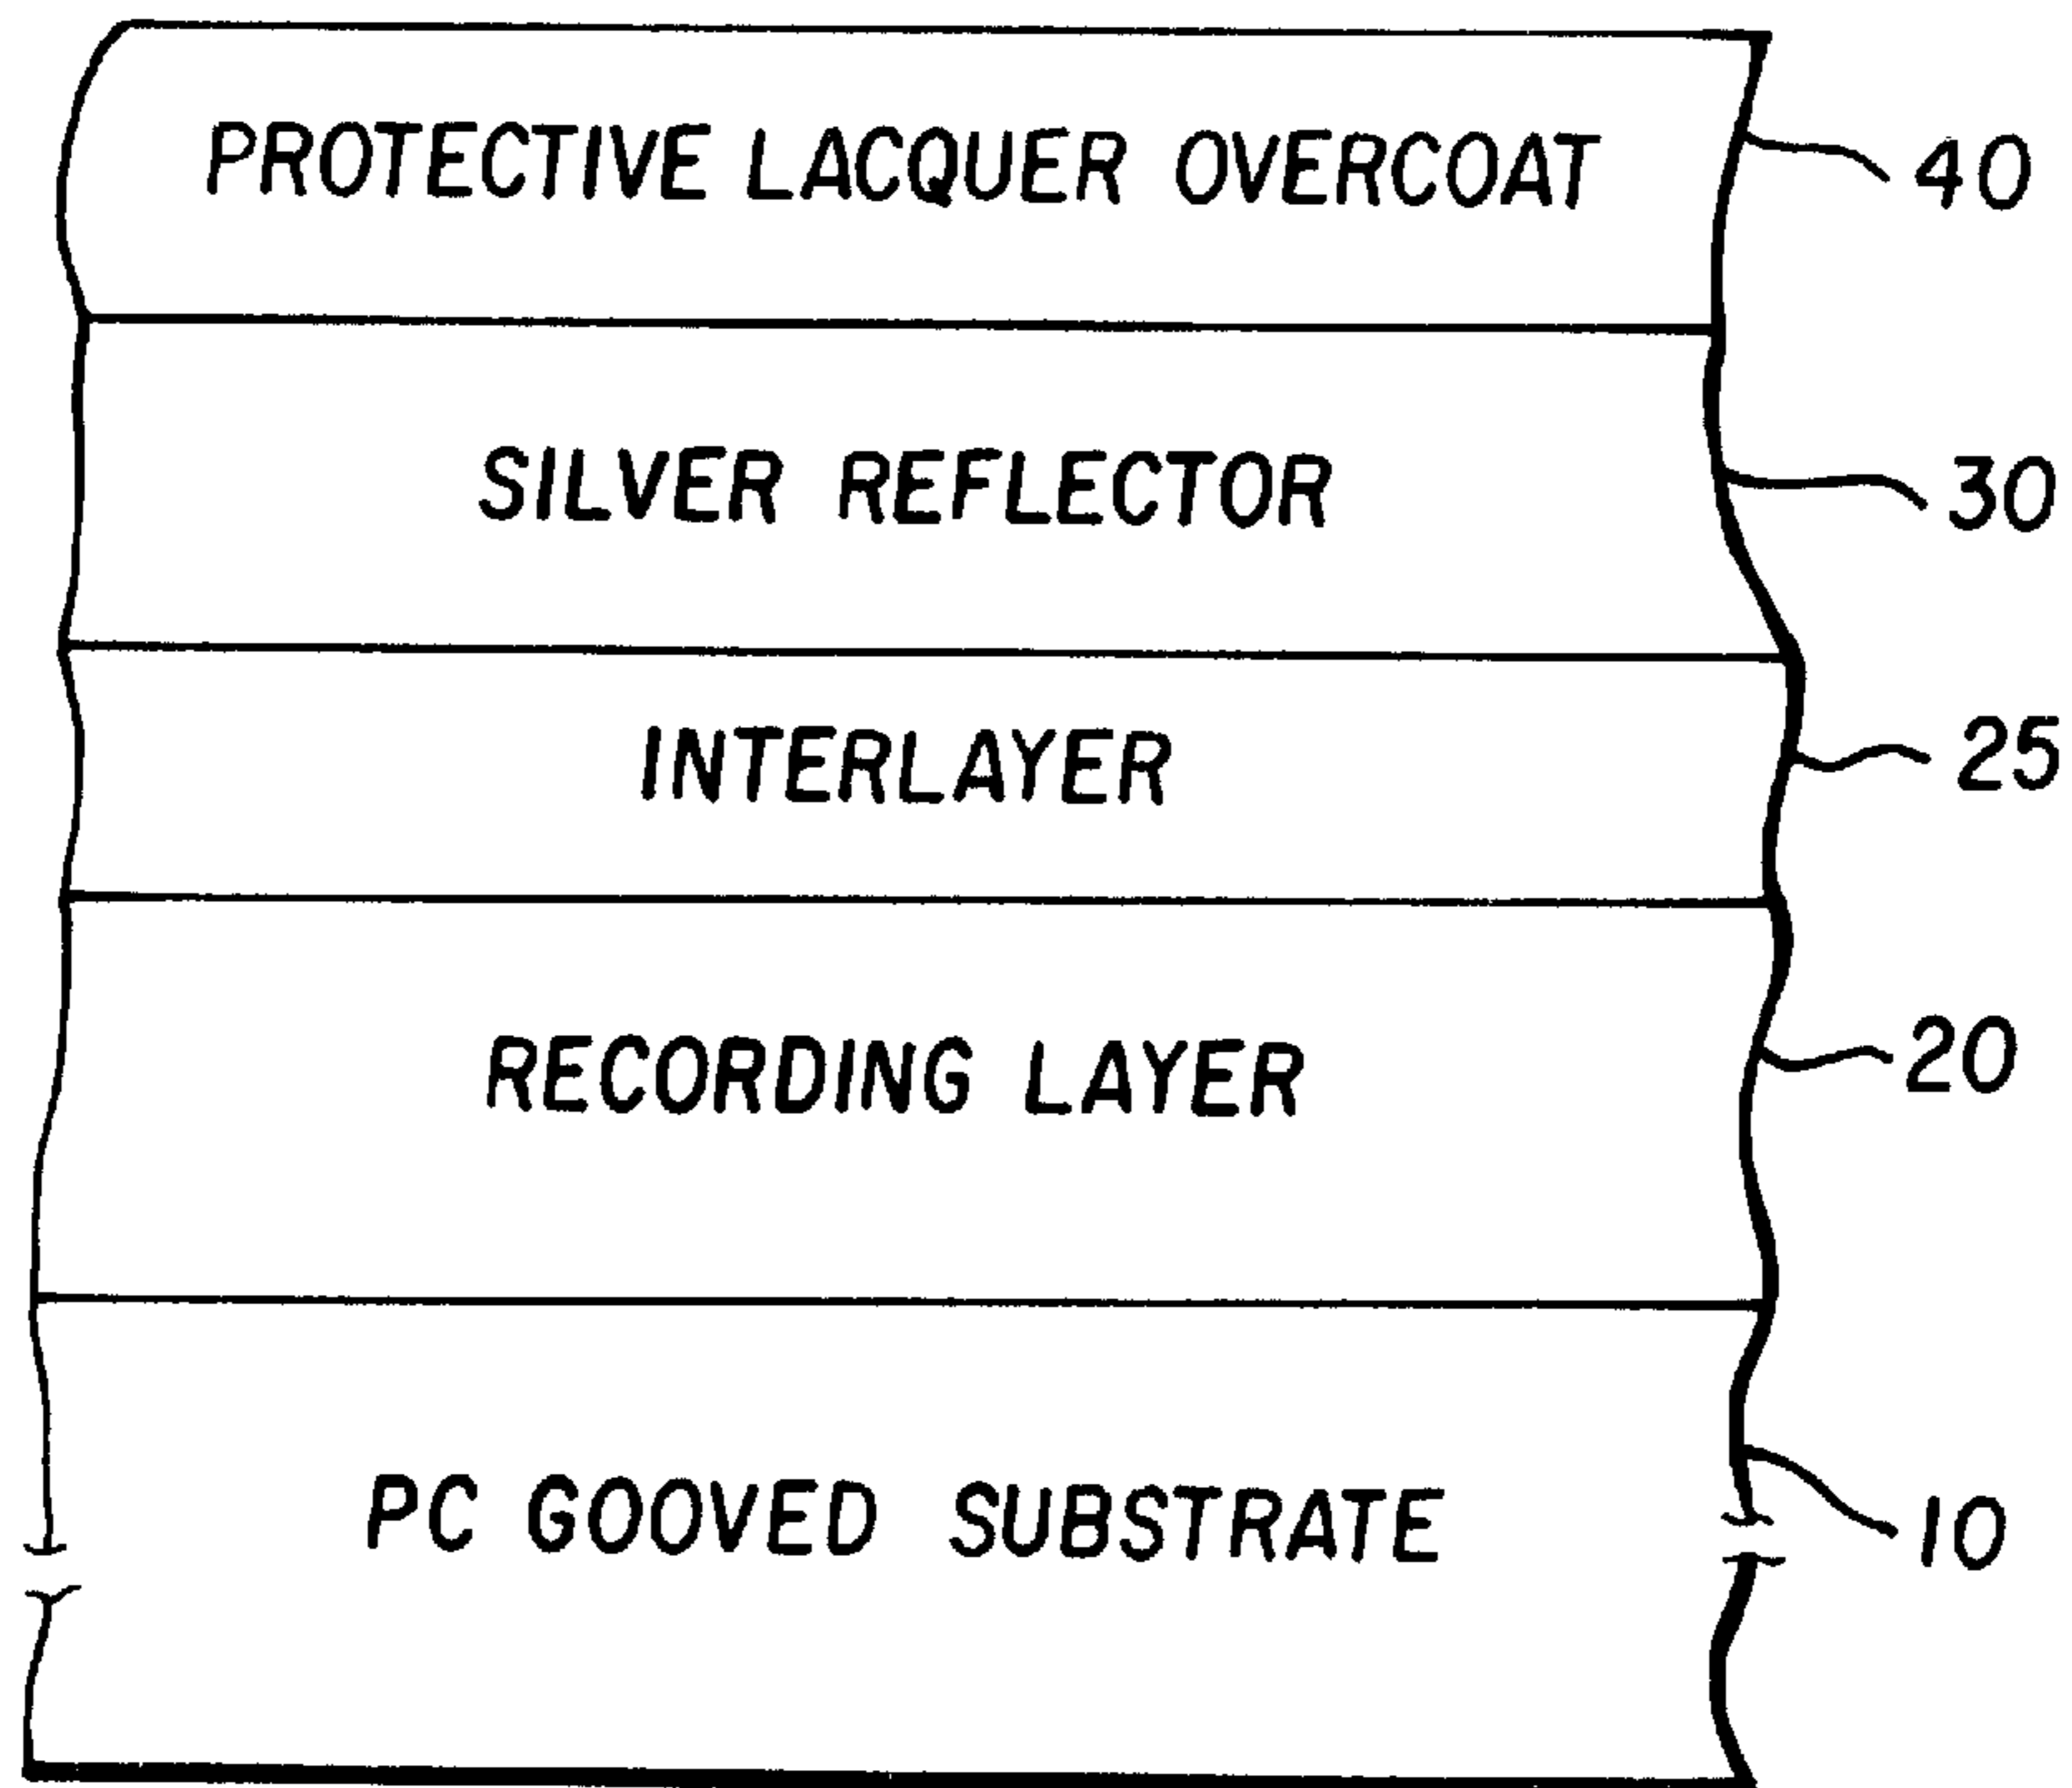 PROTECTIVE LACQUER OVERCOAT 40
SILVER REFLECTOR 30
INTERLAYER 25
RECORDING LAYER 20
PC GOOVED SUBSTRATE 10